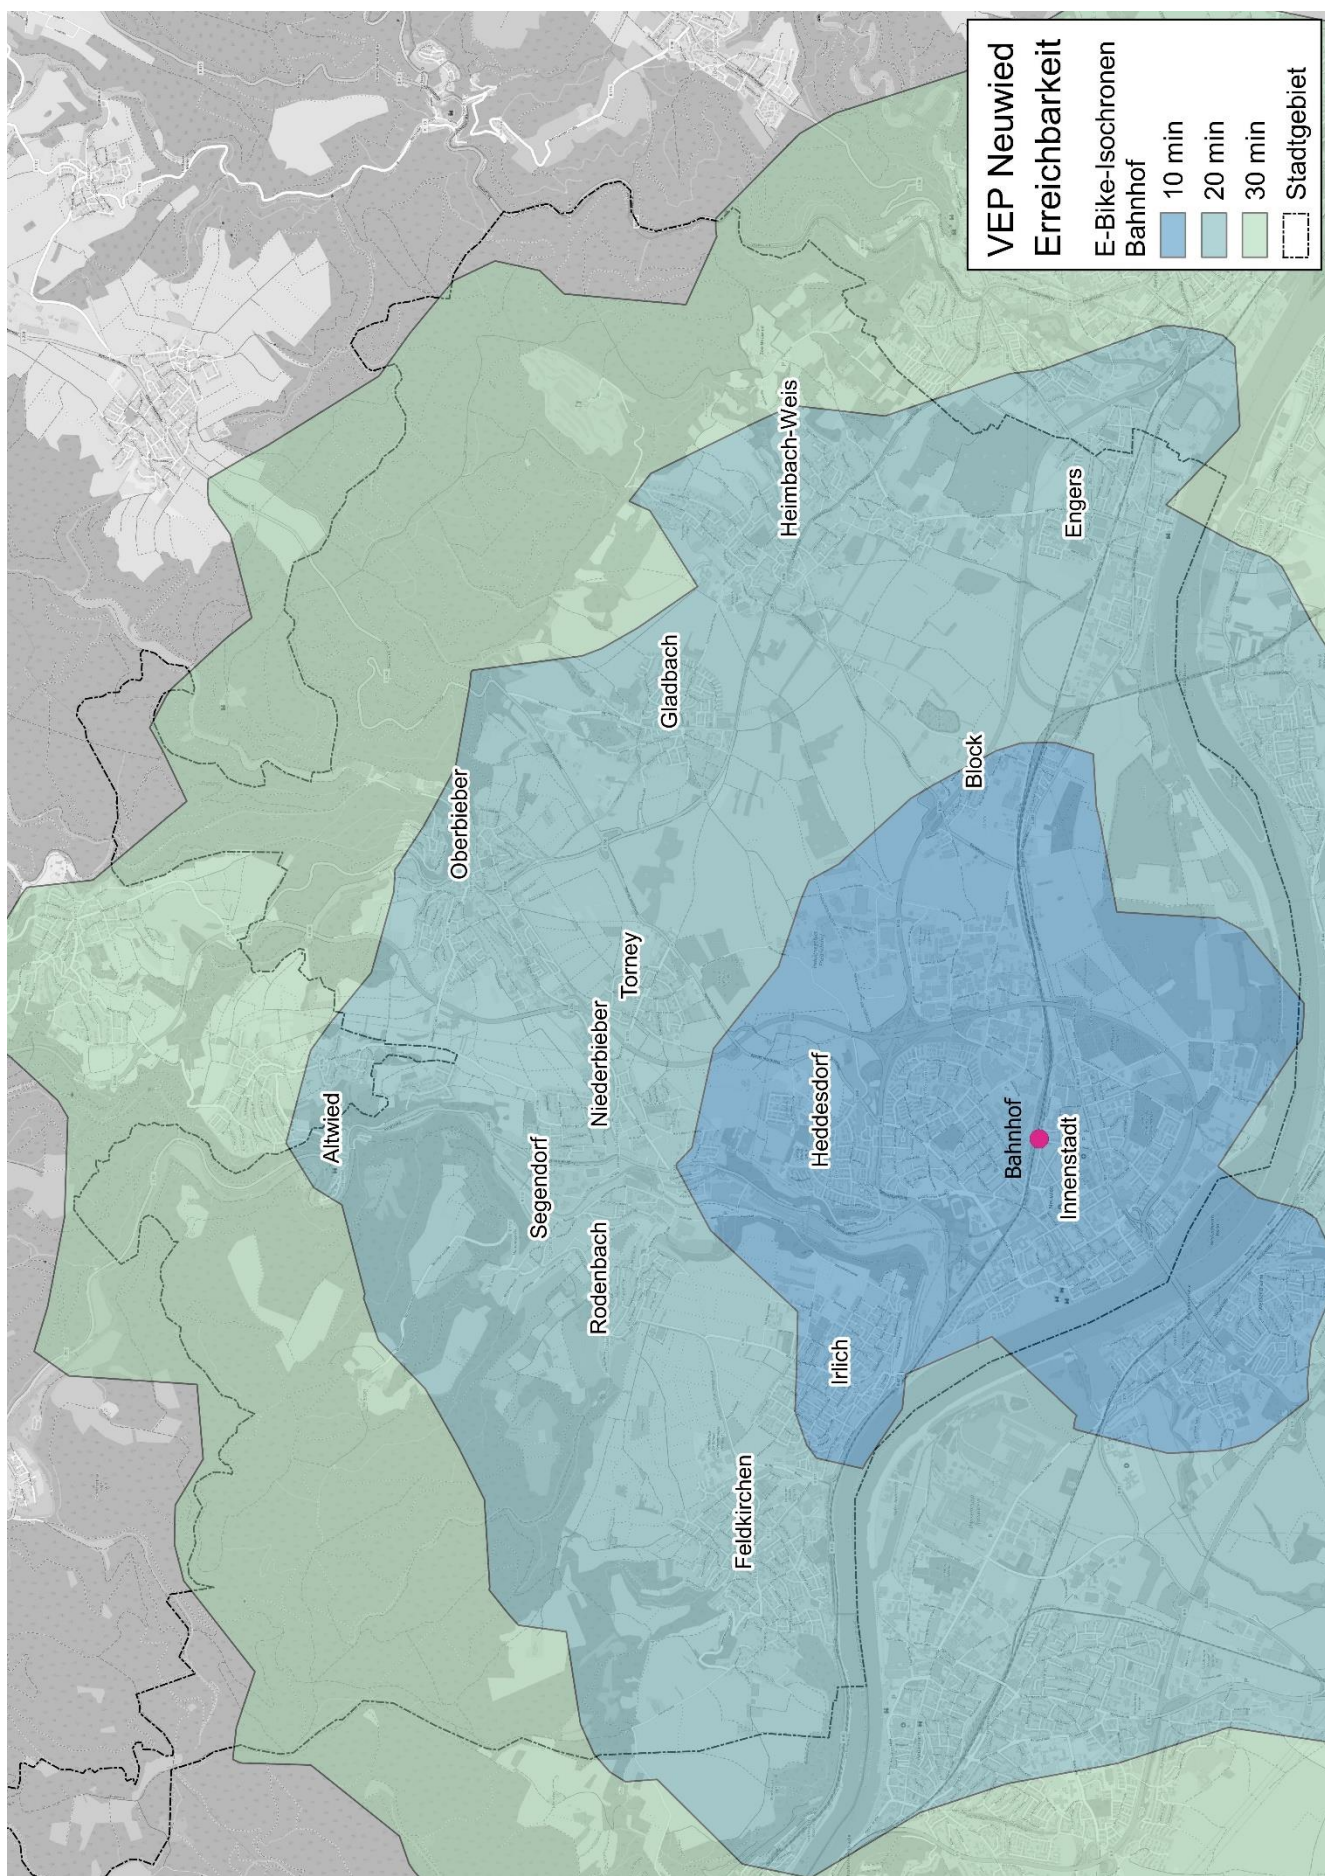 VEP Neuwied
Erreichbarkeit
E-Bike-Isochronen
Bahnhof
10 min
20 min
30 min
Stadtgebiet
Altwied
Oberbieber
Segendorf
Niederbieber
Torney
Rodenbach
Gladbach
Heimbach-Weis
Feldkirchen
Heddesdorf
Irlich
Block
Bahnhof
Innenstadt
Engers